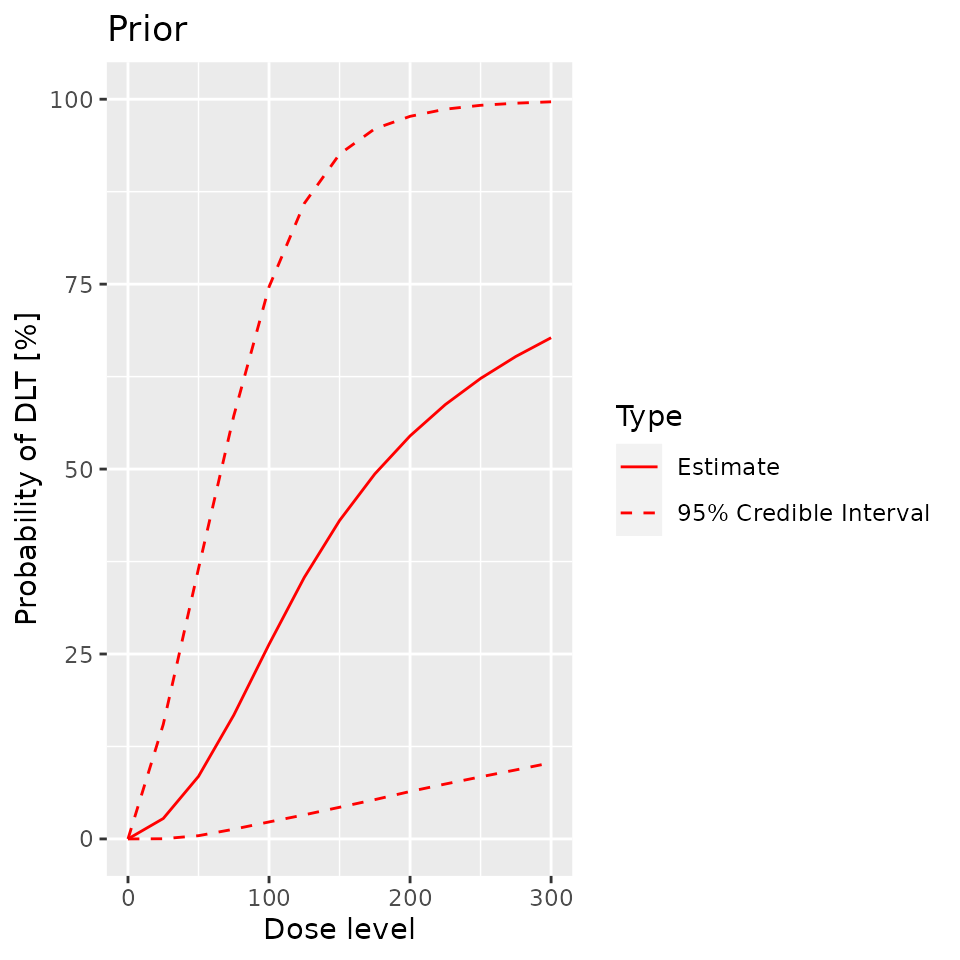 Prior
100
75
50
25
0
Probability of DLT [%]
0 100 200 300
Dose level
Type
Estimate
95% Credible Interval